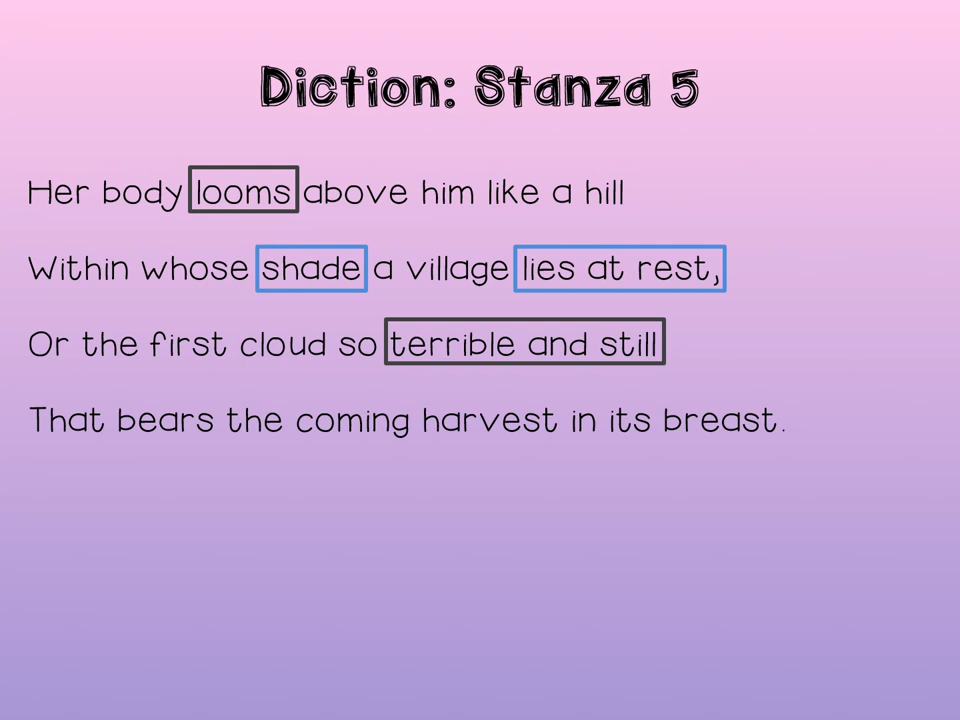 Diction: Stanza 5
Her body looms above him like a hill
Within whose shade a village lies at rest,
Or the first cloud so terrible and still
That bears the coming harvest in its breast.